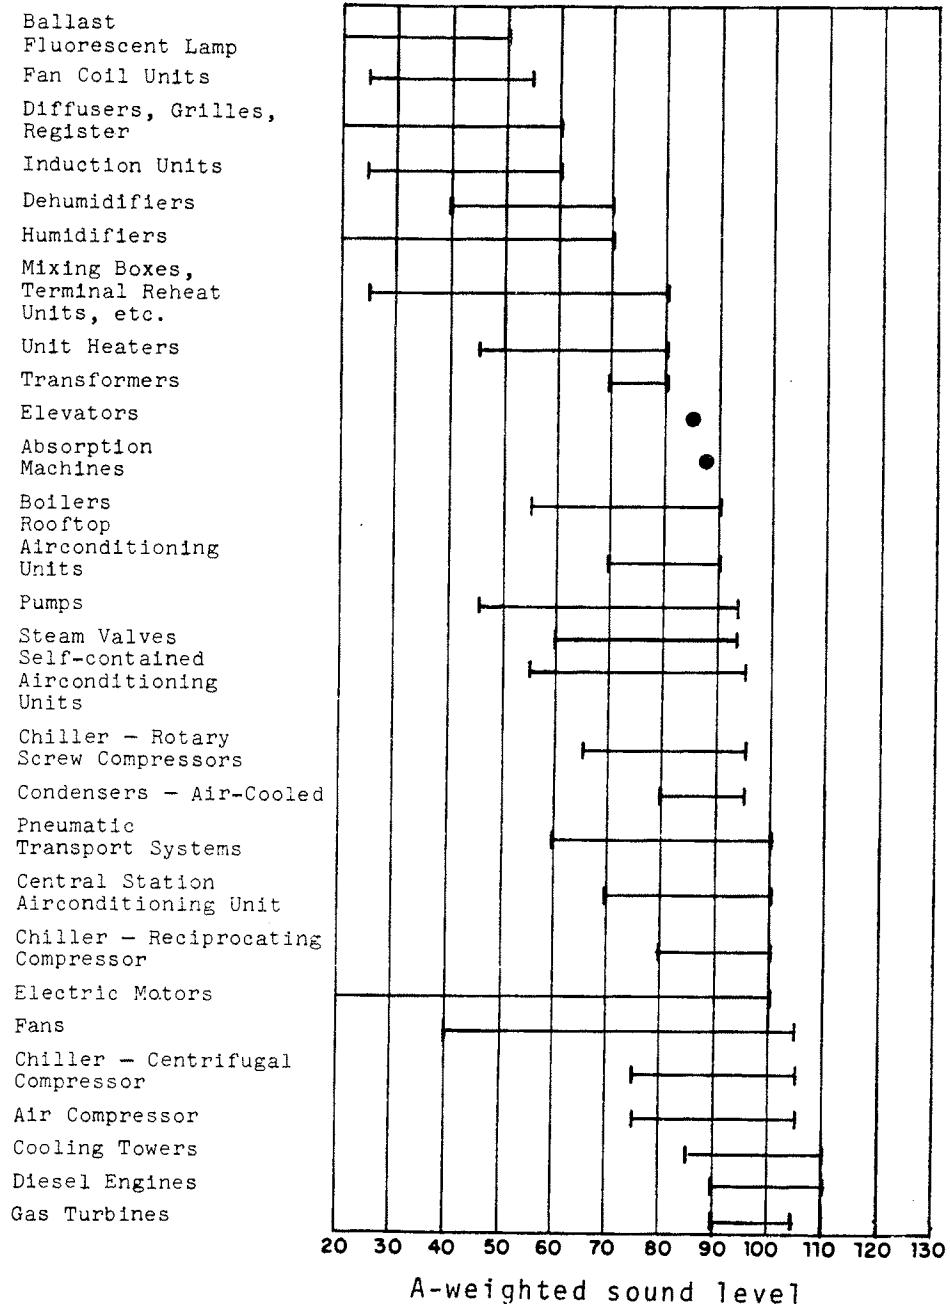 Ballast
Fluorescent Lamp
Fan Coil Units
Diffusers, Grilles,
Register
Induction Units
Dehumidifiers
Humidifiers
Mixing Boxes,
Terminal Reheat
Units, etc.
Unit Heaters
Transformers
Elevators
Absorption
Machines
Boilers
Rooftop
Airconditioning
Units
Pumps
Steam Valves
Self-contained
Airconditioning
Units
Chiller — Rotary
Screw Compressors
Condensers — Air-Cooled
Pneumatic
Transport Systems
Central Station
Airconditioning Unit
Chiller — Reciprocating
Compressor
Electric Motors
Fans
Chiller — Centrifugal
Compressor
Air Compressor
Cooling Towers
Diesel Engines
Gas Turbines
20 30 40 50 60 70 80 90 100 110 120 130
A-weighted sound level